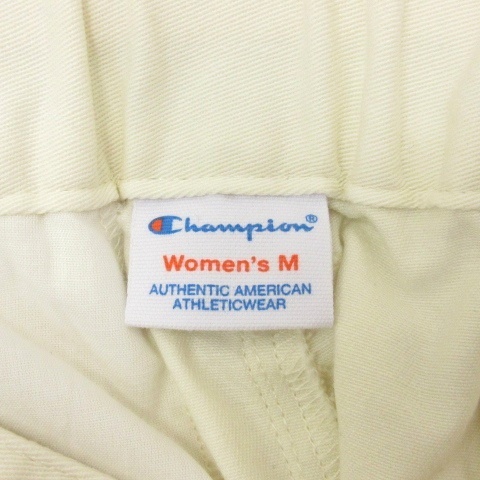 Champion®
Women's M
AUTHENTIC AMERICAN
ATHLETICWEAR